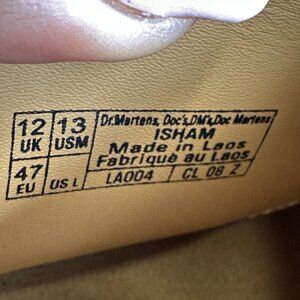 12 UK 13 USM
47 EU US L
Dr.Martens, Doc's,DM's,Doc Martens
ISHAM
Made in Laos
Fabriqué au Laos
LA004 CL 08 Z